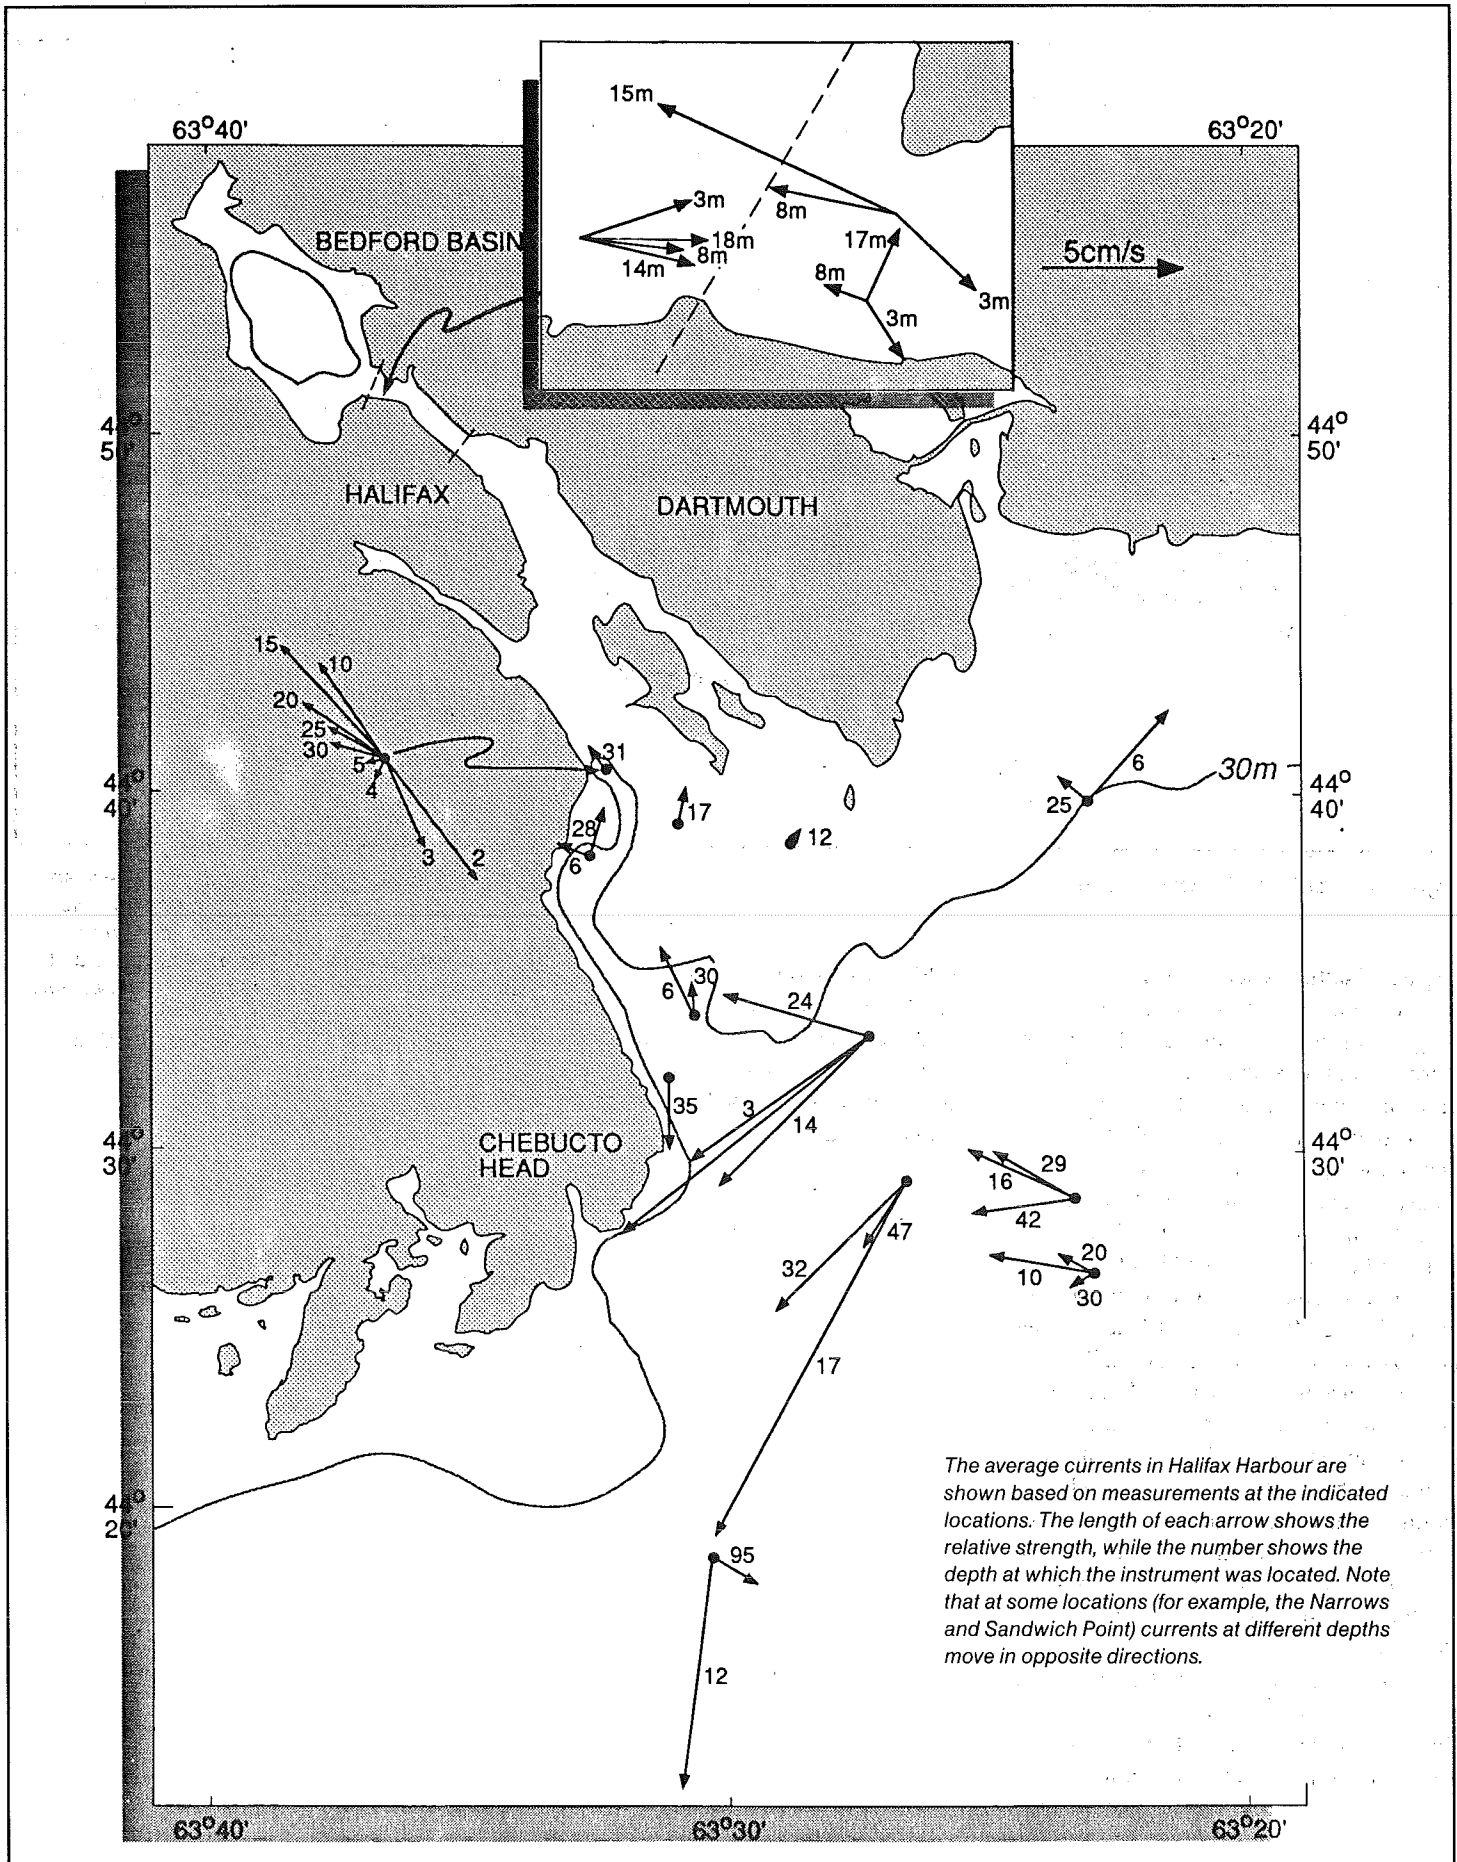 63°40'
63°20'
15m
8m
3m
18m
8m
14m
17m
8m
3m
3m
5cm/s
BEDFORD BASIN
44°
50'
44°
50'
HALIFAX
DARTMOUTH
15
10
20
25
30
5
4
3
2
31
28
6
17
12
6
25
30m
44°
40'
44°
40'
30
6
24
35
3
14
CHEBUCTO
HEAD
44°
30'
44°
30'
29
16
42
47
32
20
10
30
17
44°
20'
95
12
The average currents in Halifax Harbour are
shown based on measurements at the indicated
locations. The length of each arrow shows the
relative strength, while the number shows the
depth at which the instrument was located. Note
that at some locations (for example, the Narrows
and Sandwich Point) currents at different depths
move in opposite directions.
63°40'
63°30'
63°20'